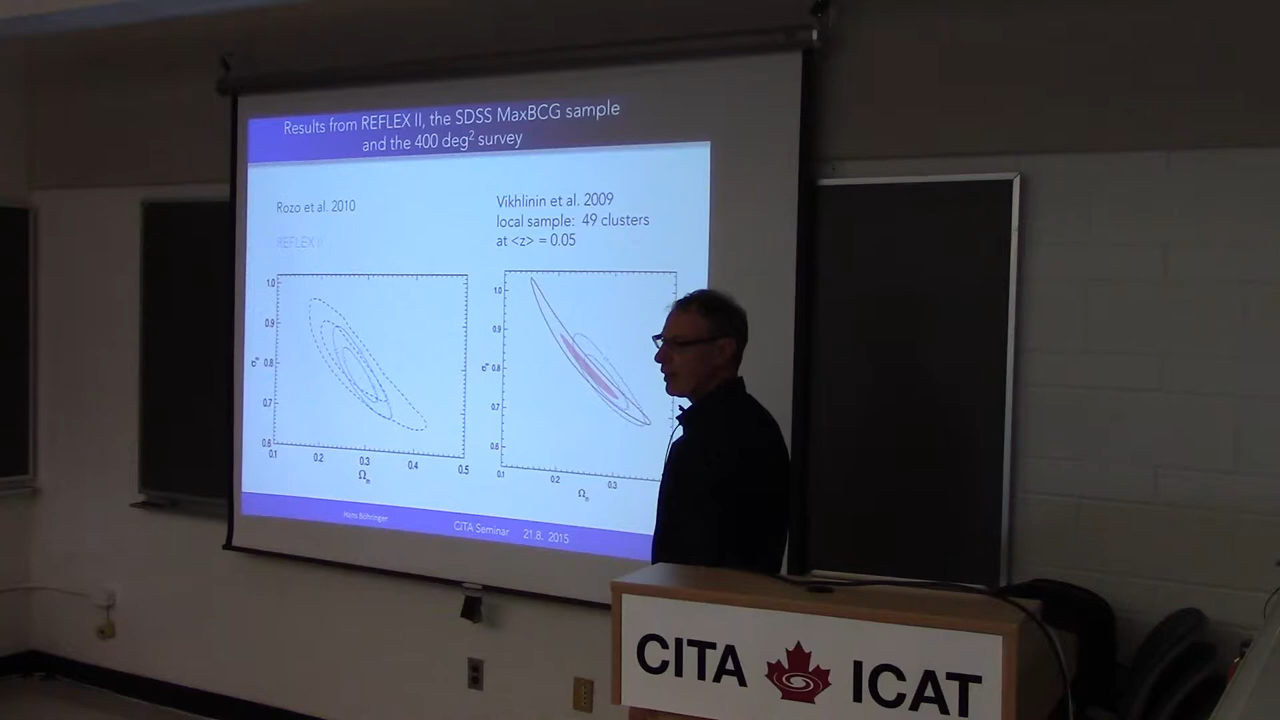 Results from REFLEX II, the SDSS MaxBCG sample
and the 400 deg² survey
Rozo et al. 2010
REFLEX II
Vikhlinin et al. 2009
local sample: 49 clusters
at <z> = 0.05
1.0
0.9
0.8
0.7
0.6
σ₈
0.1 0.2 0.3 0.4 0.5
Ωm
1.0
0.9
0.8
0.7
0.6
σ₈
0.1 0.2 0.3
Ωm
Hans Böhringer
CITA Seminar 21.8. 2015
CITA ICAT